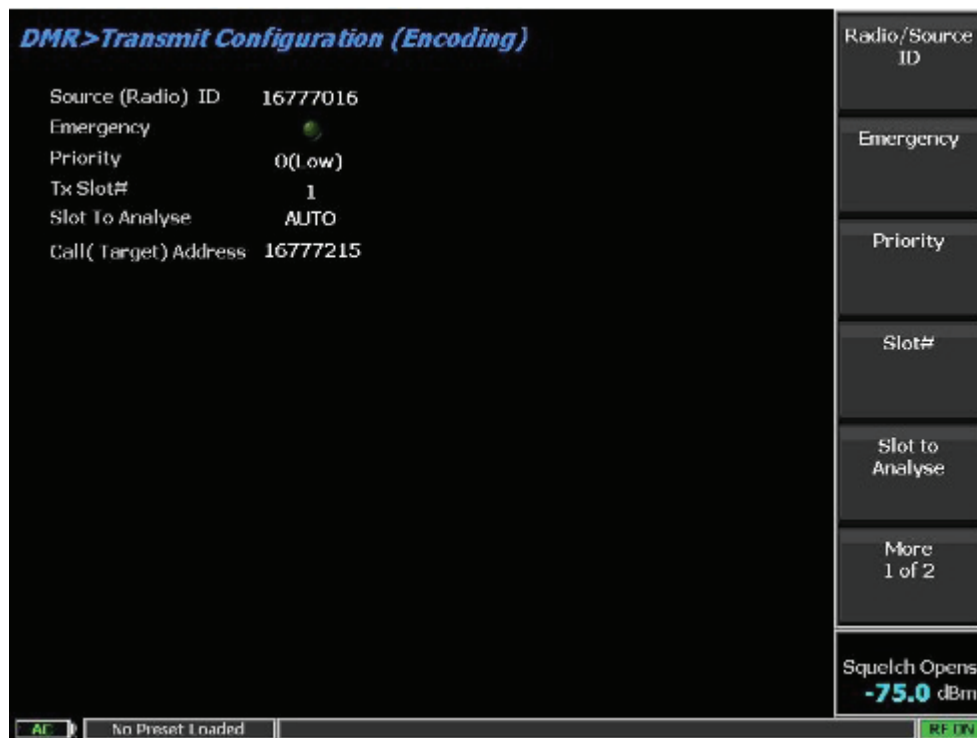 DMR>Transmit Configuration (Encoding)
Source (Radio) ID 16777016
Emergency
Priority 0(Low)
Tx Slot# 1
Slot To Analyse AUTO
Call( Target) Address 16777215
Radio/Source
ID
Emergency
Priority
Slot#
Slot to
Analyse
More
1 of 2
Squelch Opens
-75.0 dBm
AC
No Preset Loaded
RF ON